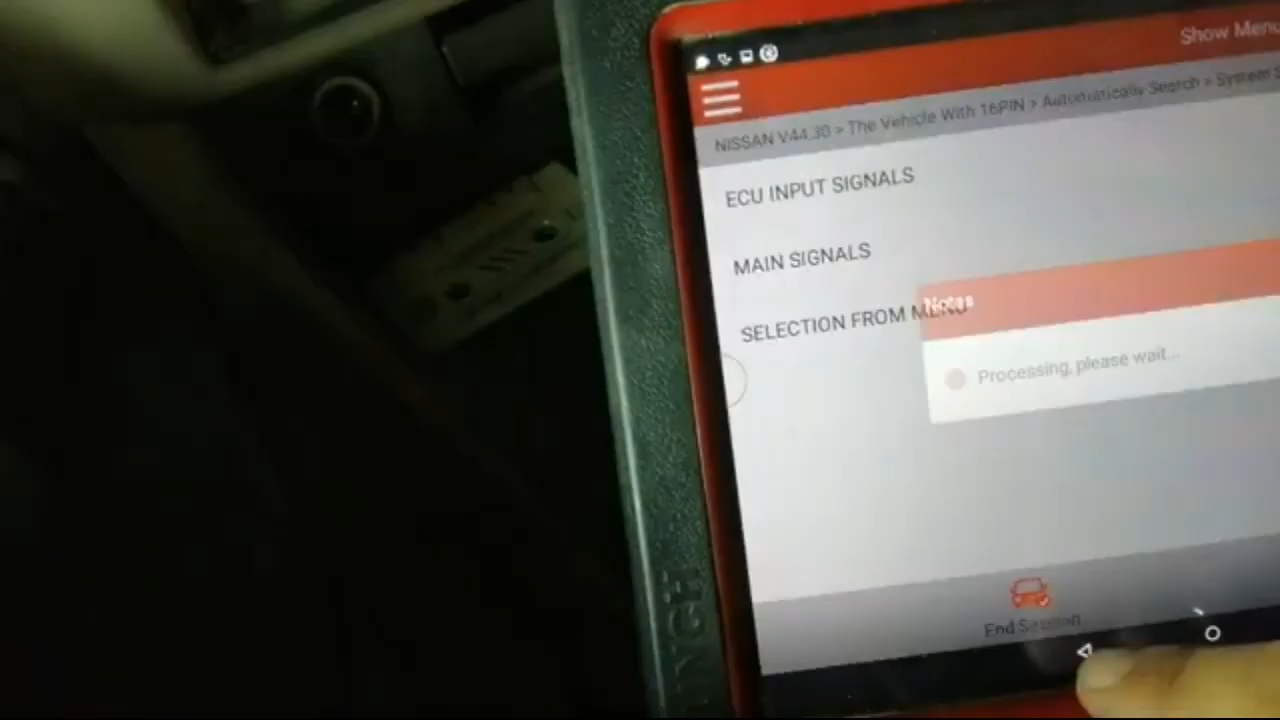 Show Menu
NISSAN V44.30 > The Vehicle With 16PIN > Automatically Search > System S
ECU INPUT SIGNALS
MAIN SIGNALS
SELECTION FROM MENU
Notes
Processing, please wait...
End Session